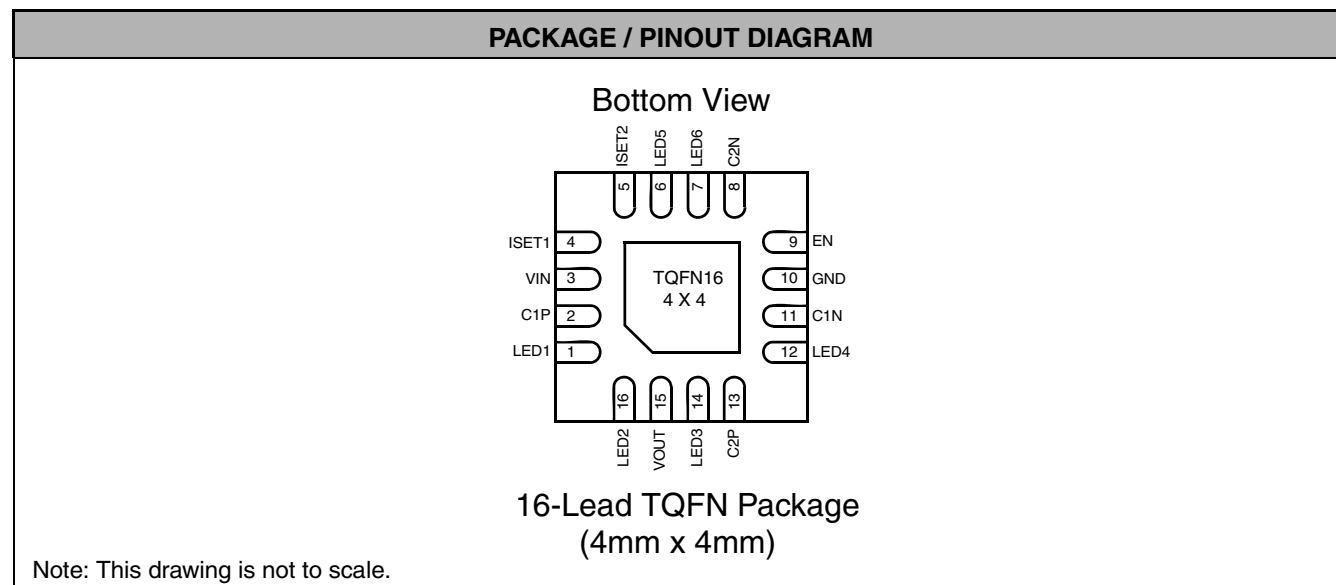 PACKAGE / PINOUT DIAGRAM
Bottom View
ISET2 LED5 LED6 C2N
5 6 7 8
ISET1 4 9 EN
VIN 3 TQFN16 10 GND
4 X 4
C1P 2 11 C1N
LED1 1 12 LED4
16 15 14 13
LED2 VOUT LED3 C2P
16-Lead TQFN Package
(4mm x 4mm)
Note: This drawing is not to scale.